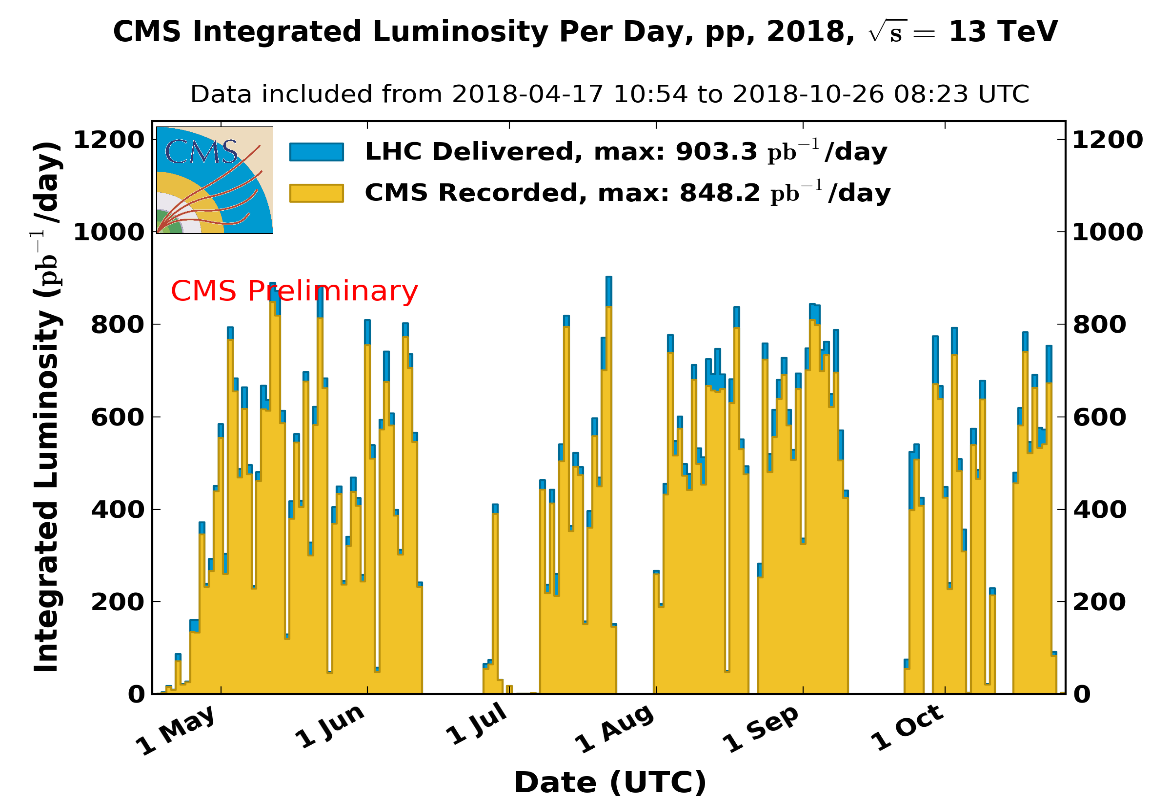 CMS Integrated Luminosity Per Day, pp, 2018, √s = 13 TeV
Data included from 2018-04-17 10:54 to 2018-10-26 08:23 UTC
CMS
LHC Delivered, max: 903.3 pb⁻¹/day
CMS Recorded, max: 848.2 pb⁻¹/day
CMS Preliminary
Integrated Luminosity (pb⁻¹/day)
1200
1000
800
600
400
200
0
1200
1000
800
600
400
200
0
1 May
1 Jun
1 Jul
1 Aug
1 Sep
1 Oct
Date (UTC)